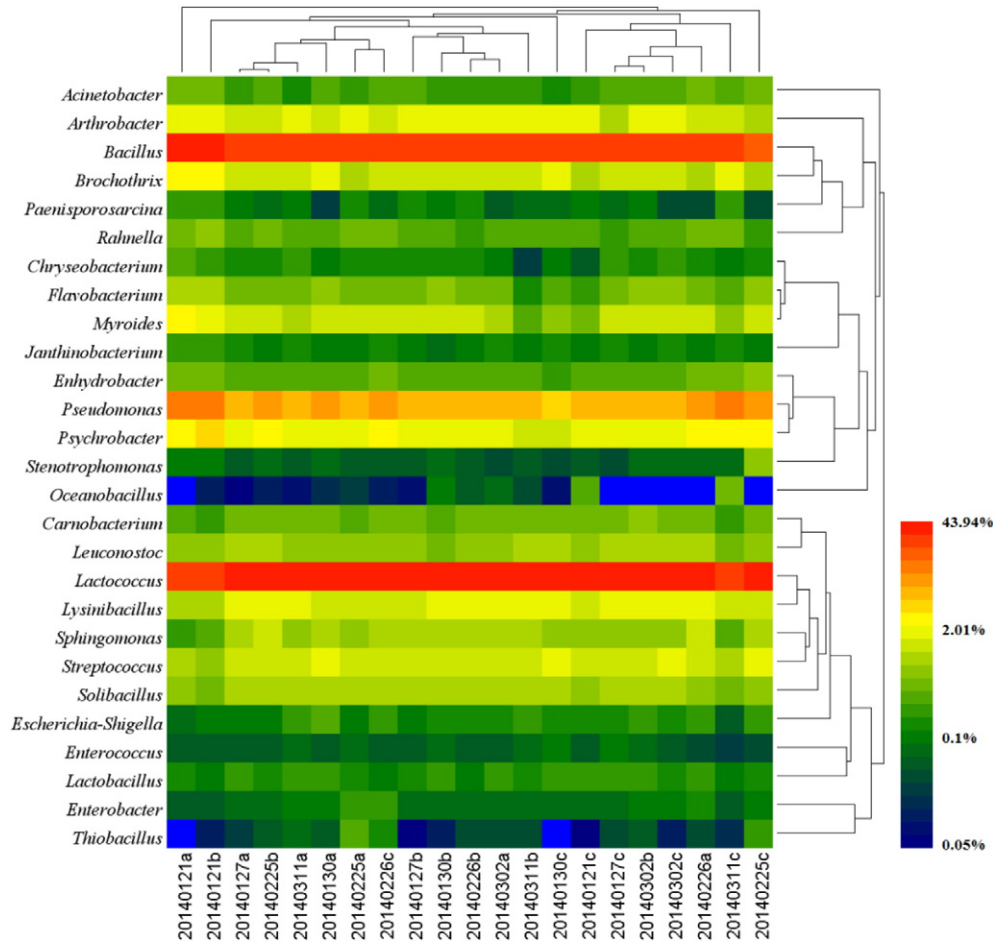 Acinetobacter
Arthrobacter
Bacillus
Brochothrix
Paenisporosarcina
Rahnella
Chryseobacterium
Flavobacterium
Myroides
Janthinobacterium
Enhydrobacter
Pseudomonas
Psychrobacter
Stenotrophomonas
Oceanobacillus
Carnobacterium
Leuconostoc
Lactococcus
Lysinibacillus
Sphingomonas
Streptococcus
Solibacillus
Escherichia-Shigella
Enterococcus
Lactobacillus
Enterobacter
Thiobacillus
43.94%
2.01%
0.1%
0.05%
20140121a
20140121b
20140127a
20140225b
20140311a
20140130a
20140225a
20140226c
20140127b
20140130b
20140226b
20140302a
20140311b
20140130c
20140121c
20140127c
20140302b
20140302c
20140226a
20140311c
20140225c